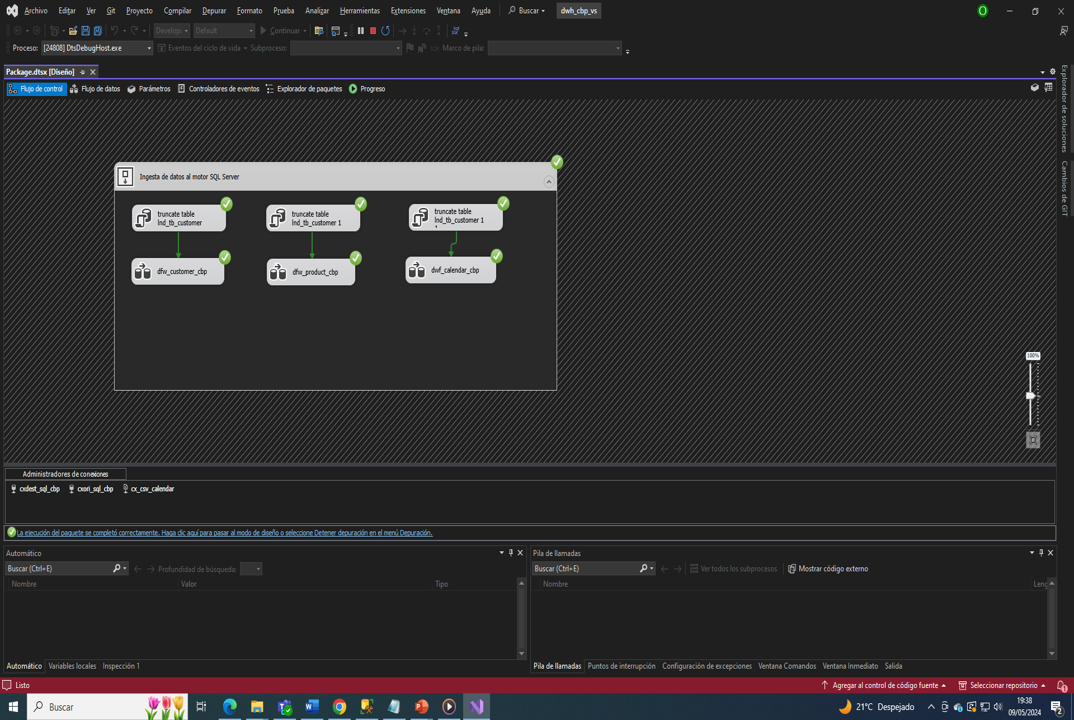 Archivo Editar Ver Git Proyecto Compilar Depurar Formato Prueba Analizar Herramientas Extensiones Ventana Ayuda Buscar dwh_cbp_vs O
Develop Default Continuar
Proceso: [24808] DtsDebugHost.exe Eventos del ciclo de vida Subproceso: Marco de pila:
Package.dtsx [Diseño]
Flujo de control Flujo de datos Parámetros Controladores de eventos Explorador de paquetes Progreso
Explorador de soluciones
Cambios de GIT
Ingesta de datos al motor SQL Server
truncate table
lnd_tb_customer
truncate table
lnd_tb_customer 1
truncate table
lnd_tb_customer 1
dfw_customer_cbp
dfw_product_cbp
dwf_calendar_cbp
100%
Administradores de conexiones
cxdest_sql_cbp cxori_sql_cbp cx_csv_calendar
La ejecución del paquete se completó correctamente. Haga clic aquí para pasar al modo de diseño o seleccione Detener depuración en el menú Depuración.
Automático
Buscar (Ctrl+E) Profundidad de búsqueda:
Nombre Valor Tipo
Automático Variables locales Inspección 1
Pila de llamadas
Buscar (Ctrl+E) Ver todos los subprocesos Mostrar código externo
Nombre Leng
Pila de llamadas Puntos de interrupción Configuración de excepciones Ventana Comandos Ventana Inmediato Salida
Listo Agregar al control de código fuente Seleccionar repositorio 1
Buscar 21°C Despejado 19:38
09/05/2024 2